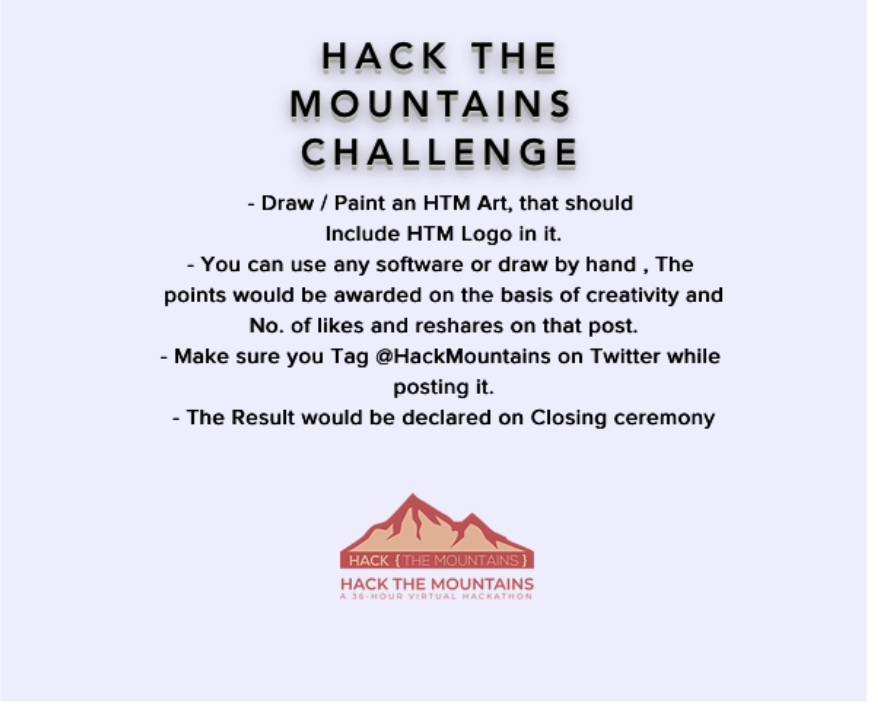 HACK THE
MOUNTAINS
CHALLENGE
- Draw / Paint an HTM Art, that should
Include HTM Logo in it.
- You can use any software or draw by hand , The
points would be awarded on the basis of creativity and
No. of likes and reshares on that post.
- Make sure you Tag @HackMountains on Twitter while
posting it.
- The Result would be declared on Closing ceremony
HACK {THE MOUNTAINS}
HACK THE MOUNTAINS
A 36-HOUR VIRTUAL HACKATHON